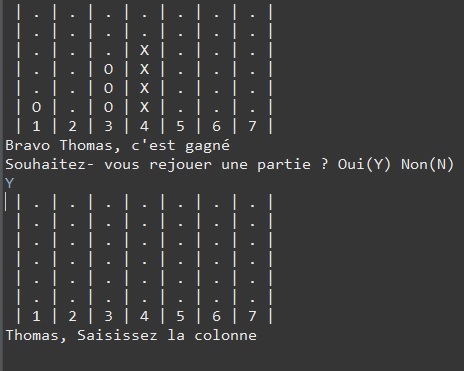 | . | . | . | . | . | . | . |
| . | . | . | . | . | . | . |
| . | . | . | X | . | . | . |
| . | . | O | X | . | . | . |
| . | . | O | X | . | . | . |
| O | . | O | X | . | . | . |
| 1 | 2 | 3 | 4 | 5 | 6 | 7 |
Bravo Thomas, c'est gagné
Souhaitez- vous rejouer une partie ? Oui(Y) Non(N)
Y
| . | . | . | . | . | . | . |
| . | . | . | . | . | . | . |
| . | . | . | . | . | . | . |
| . | . | . | . | . | . | . |
| . | . | . | . | . | . | . |
| . | . | . | . | . | . | . |
| 1 | 2 | 3 | 4 | 5 | 6 | 7 |
Thomas, Saisissez la colonne